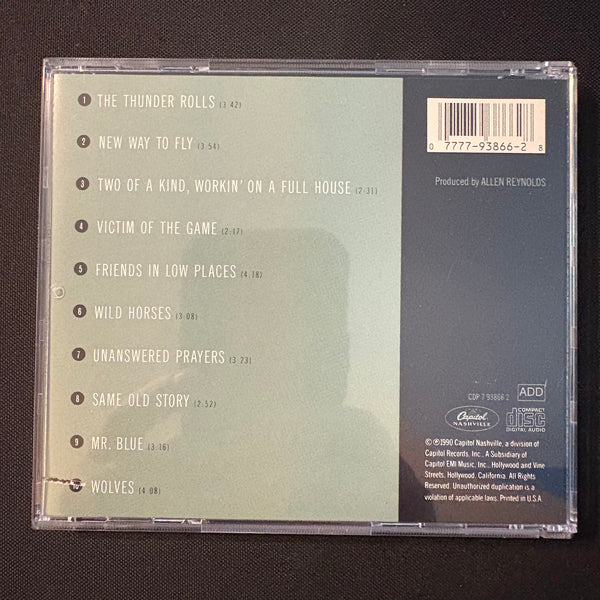 1 THE THUNDER ROLLS (3:42)
2 NEW WAY TO FLY (3:54)
3 TWO OF A KIND, WORKIN' ON A FULL HOUSE (2:31)
4 VICTIM OF THE GAME (2:17)
5 FRIENDS IN LOW PLACES (4:18)
6 WILD HORSES (3:08)
7 UNANSWERED PRAYERS (3:23)
8 SAME OLD STORY (2:52)
9 MR. BLUE (3:16)
10 WOLVES (4:08)
0 7777-93866-2 8
Produced by ALLEN REYNOLDS
CDP 7 93866 2
ADD
Capitol
NASHVILLE
COMPACT
disc
DIGITAL AUDIO
© ℗1990 Capitol Nashville, a division of
Capitol Records, Inc., A Subsidiary of
Capitol EMI Music, Inc., Hollywood and Vine
Streets, Hollywood, California. All Rights
Reserved. Unauthorized duplication is a
violation of applicable laws. Printed in U.S.A.